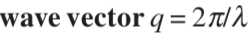 wave vector q = 2π/λ